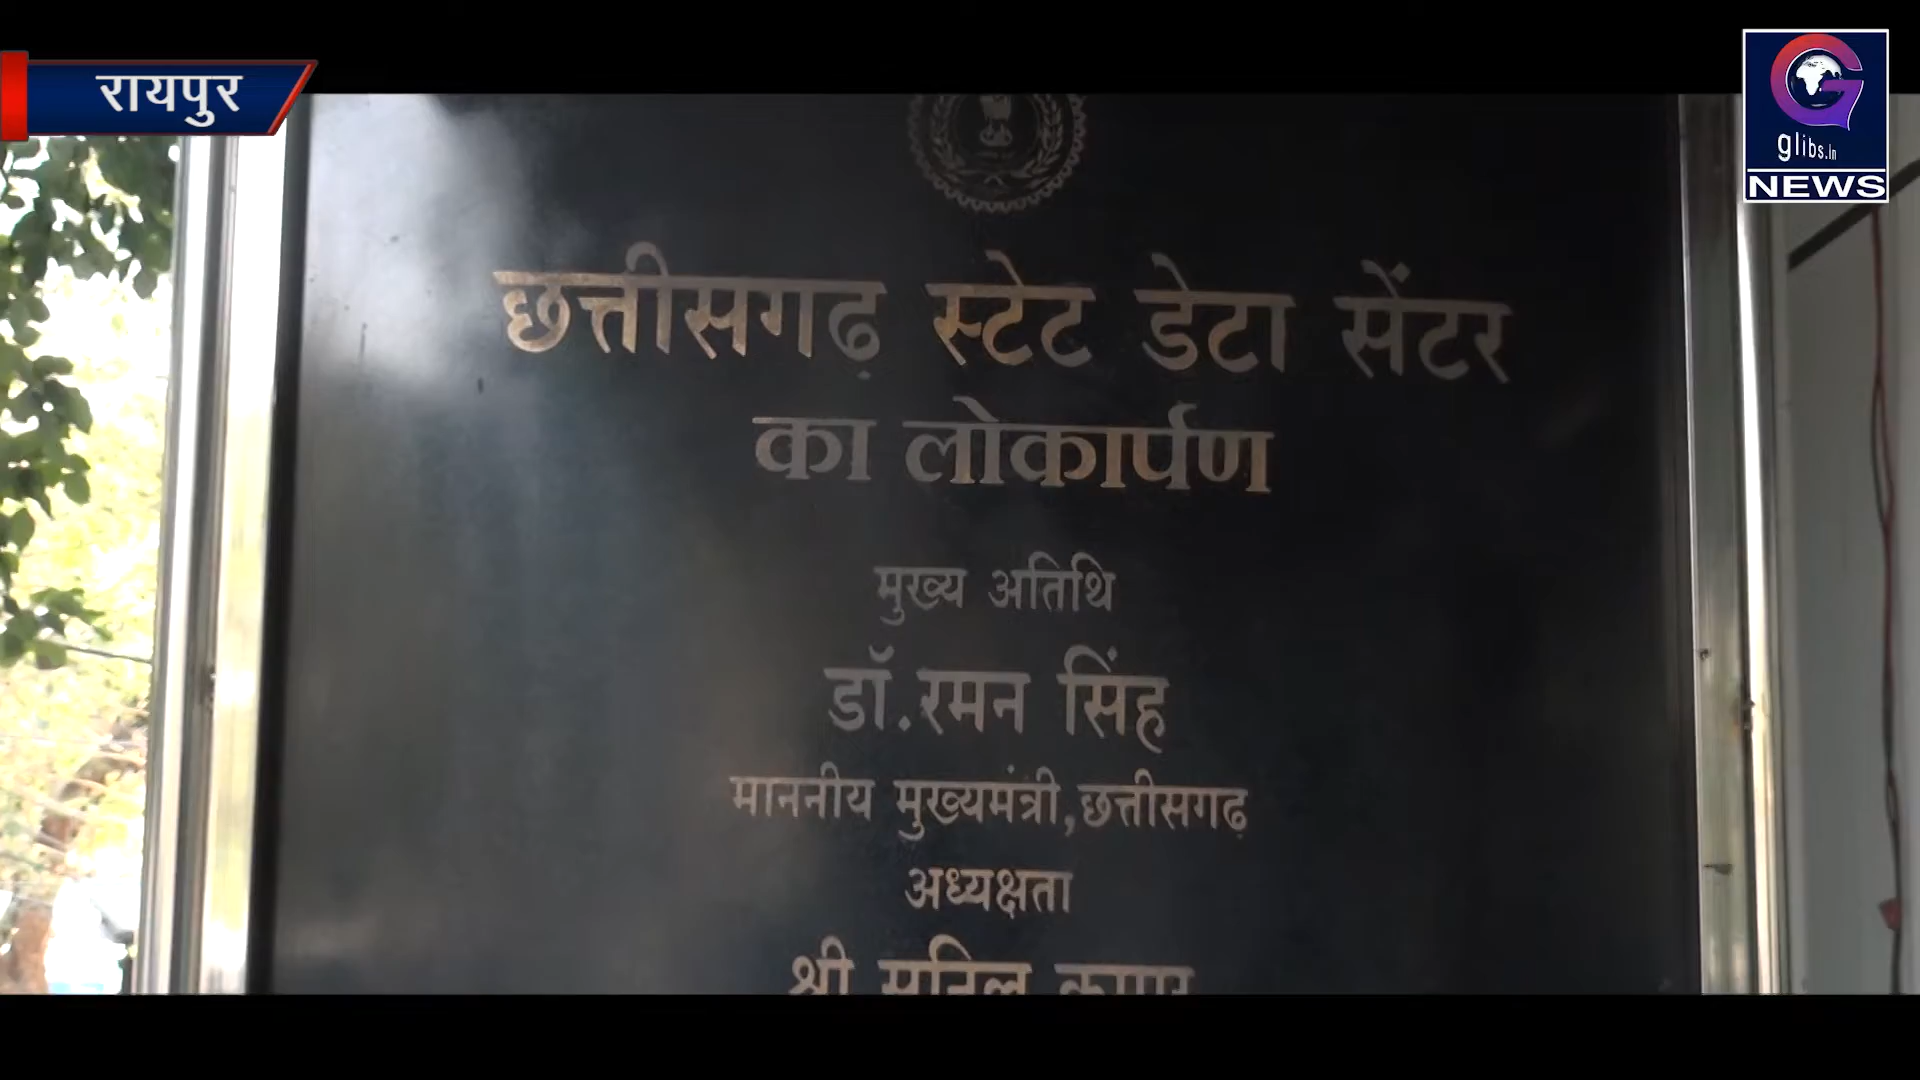 रायपुर
glibs.in
NEWS
छत्तीसगढ़ स्टेट डेटा सेंटर
का लोकार्पण
मुख्य अतिथि
डॉ.रमन सिंह
माननीय मुख्यमंत्री,छत्तीसगढ़
अध्यक्षता
श्री